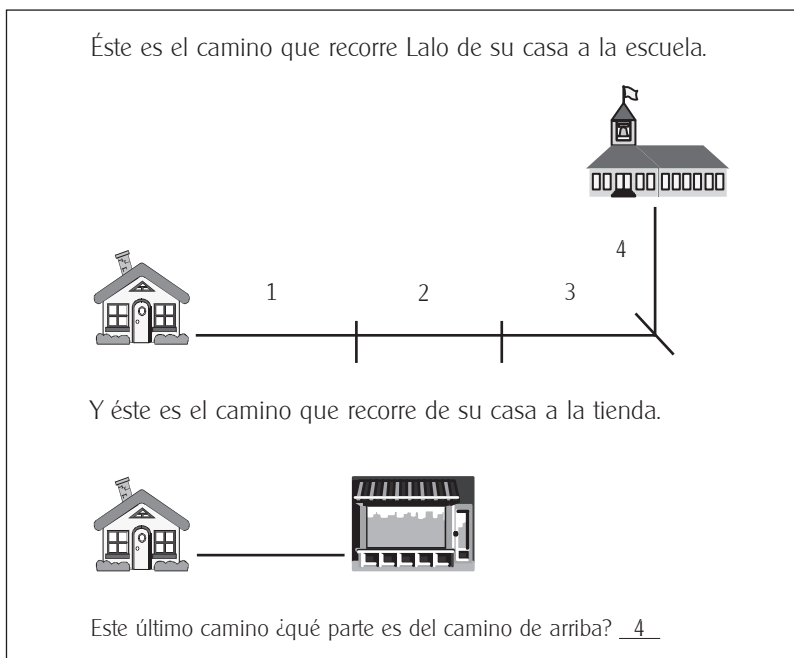 Éste es el camino que recorre Lalo de su casa a la escuela.
4
1 2 3
Y éste es el camino que recorre de su casa a la tienda.
Este último camino ¿qué parte es del camino de arriba? 4